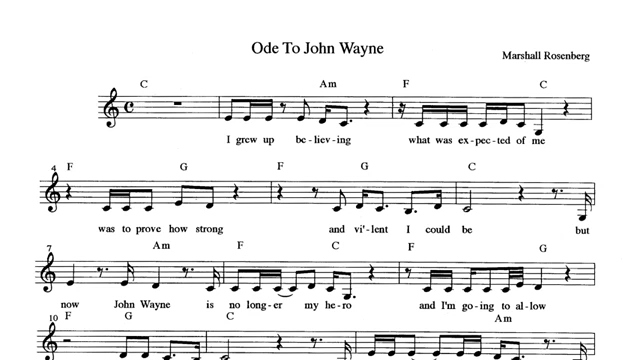 Ode To John Wayne
Marshall Rosenberg
C Am F
I grew up be - liev - ing what was ex - pec - ted of me
4 F G F G C
was to prove how strong and vi'- lent I could be but
7 Am F C F G
now John Wayne is no long - er my he - ro and I'm go - ing to al - low
10 F G C Am